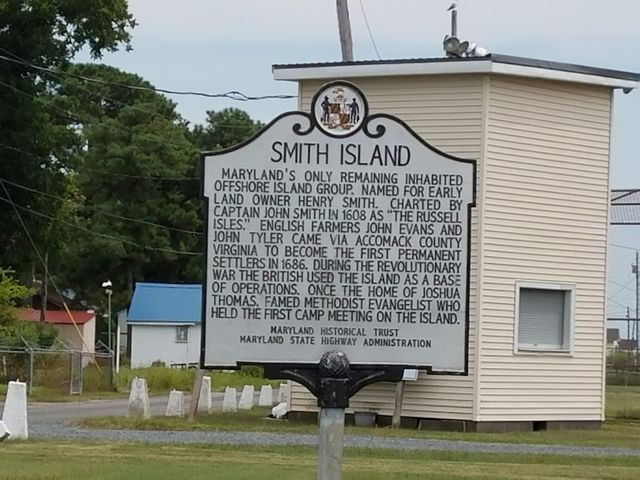 SMITH ISLAND
MARYLAND'S ONLY REMAINING INHABITED
OFFSHORE ISLAND GROUP. NAMED FOR EARLY
LAND OWNER HENRY SMITH. CHARTED BY
CAPTAIN JOHN SMITH IN 1608 AS "THE RUSSELL
ISLES." ENGLISH FARMERS JOHN EVANS AND
JOHN TYLER CAME VIA ACCOMACK COUNTY
VIRGINIA TO BECOME THE FIRST PERMANENT
SETTLERS IN 1686. DURING THE REVOLUTIONARY
WAR THE BRITISH USED THE ISLAND AS A BASE
OF OPERATIONS. ONCE THE HOME OF JOSHUA
THOMAS, FAMED METHODIST EVANGELIST WHO
HELD THE FIRST CAMP MEETING ON THE ISLAND.
MARYLAND HISTORICAL TRUST
MARYLAND STATE HIGHWAY ADMINISTRATION